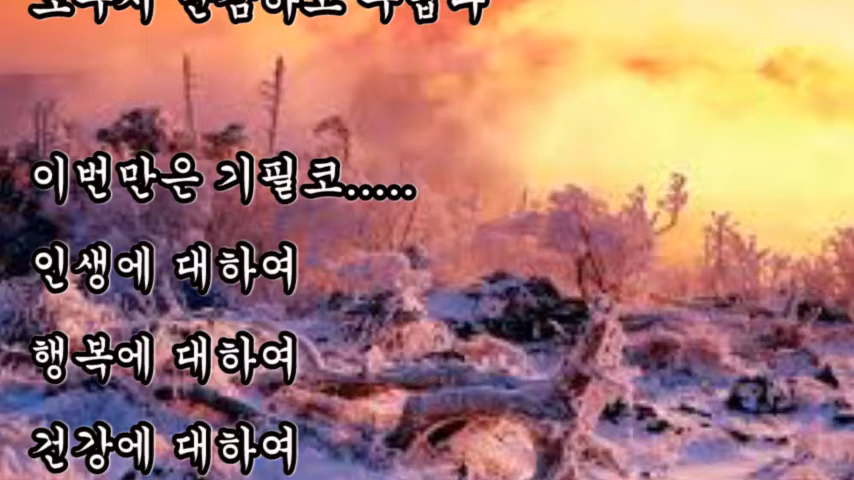 이번만은 기필코.....
인생에 대하여
행복에 대하여
건강에 대하여